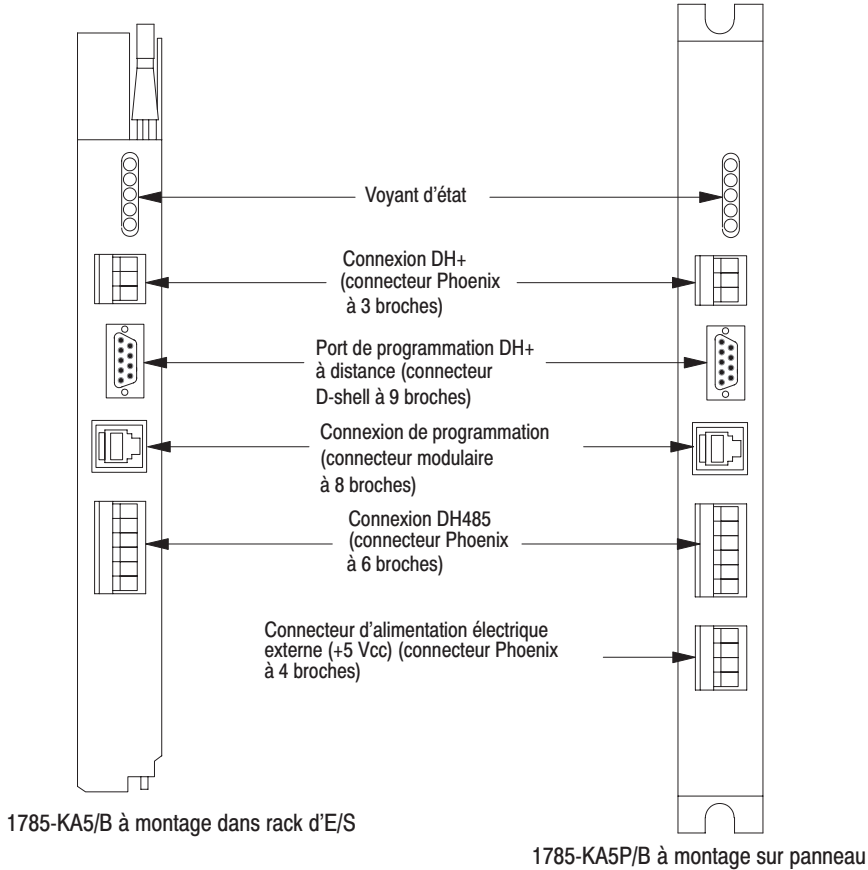 Voyant d'état
Connexion DH+
(connecteur Phoenix
à 3 broches)
Port de programmation DH+
à distance (connecteur
D-shell à 9 broches)
Connexion de programmation
(connecteur modulaire
à 8 broches)
Connexion DH485
(connecteur Phoenix
à 6 broches)
Connecteur d'alimentation électrique
externe (+5 Vcc) (connecteur Phoenix
à 4 broches)
1785-KA5/B à montage dans rack d'E/S
1785-KA5P/B à montage sur panneau